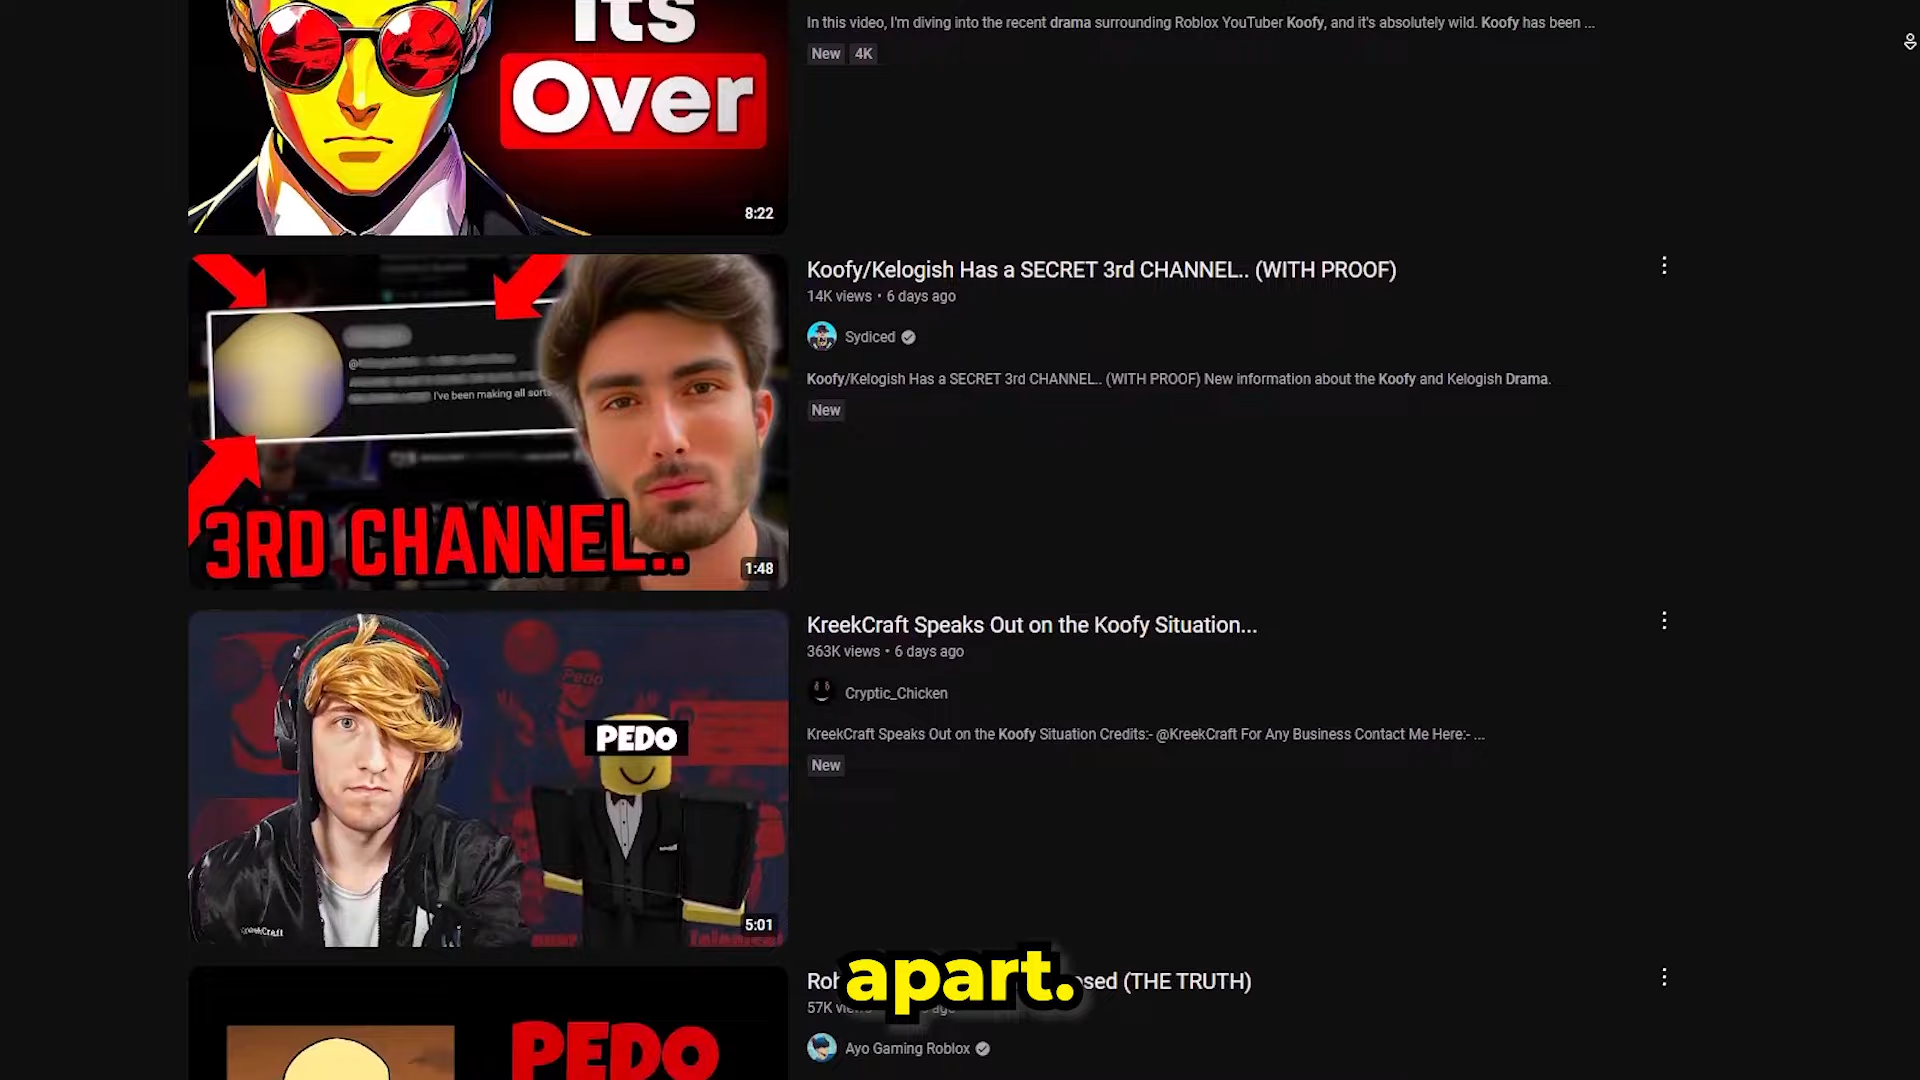 Its
Over
8:22
In this video, I'm diving into the recent drama surrounding Roblox YouTuber Koofy, and it's absolutely wild. Koofy has been ...
New 4K
I've been making all sorts
3RD CHANNEL..
1:48
Koofy/Kelogish Has a SECRET 3rd CHANNEL.. (WITH PROOF)
14K views • 6 days ago
Sydiced
Koofy/Kelogish Has a SECRET 3rd CHANNEL.. (WITH PROOF) New information about the Koofy and Kelogish Drama.
New
Pedo
PEDO
KreekCraft
5:01
KreekCraft Speaks Out on the Koofy Situation...
363K views • 6 days ago
Cryptic_Chicken
KreekCraft Speaks Out on the Koofy Situation Credits:- @KreekCraft For Any Business Contact Me Here:- ...
New
apart.
(THE TRUTH)
57K
Ayo Gaming Roblox
PEDO